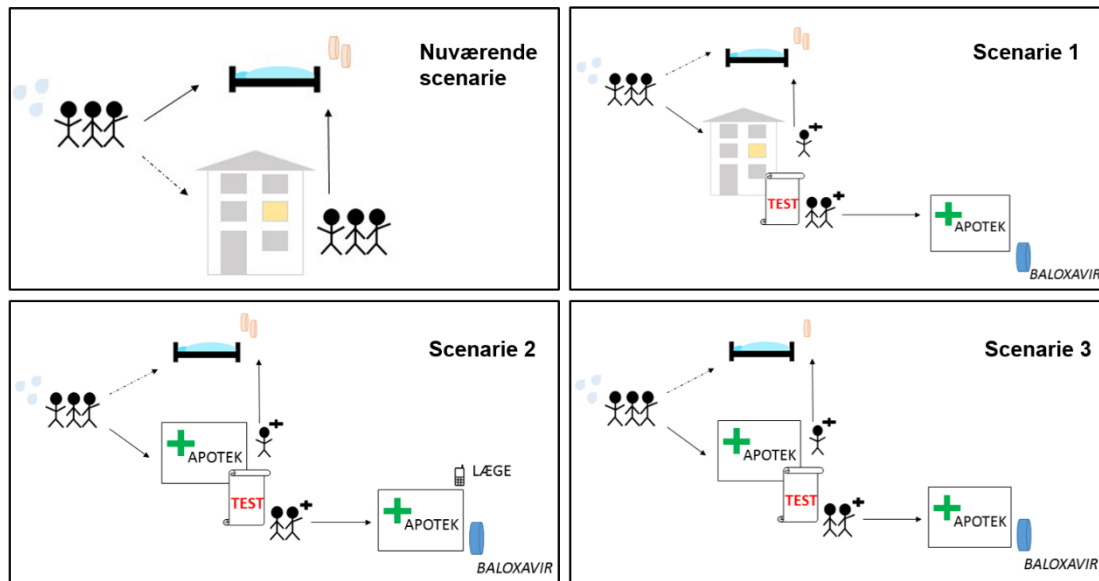 Nuværende
scenarie
Scenarie 1
TEST
APOTEK
BALOXAVIR
Scenarie 2
APOTEK
TEST
LÆGE
APOTEK
BALOXAVIR
Scenarie 3
APOTEK
TEST
APOTEK
BALOXAVIR